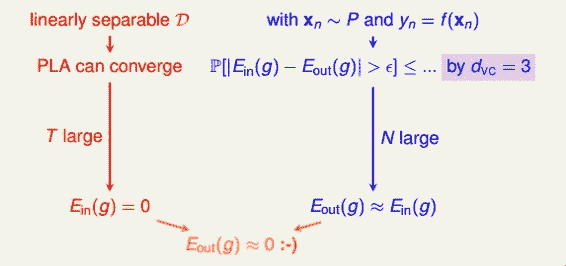 linearly separable 𝒟
with 𝐱ₙ ∼ P and yₙ = f(𝐱ₙ)
PLA can converge
ℙ[|E_in(g) − E_out(g)| > ϵ] ≤ ... by d_VC = 3
T large
N large
E_in(g) = 0
E_out(g) ≈ E_in(g)
E_out(g) ≈ 0 :-)